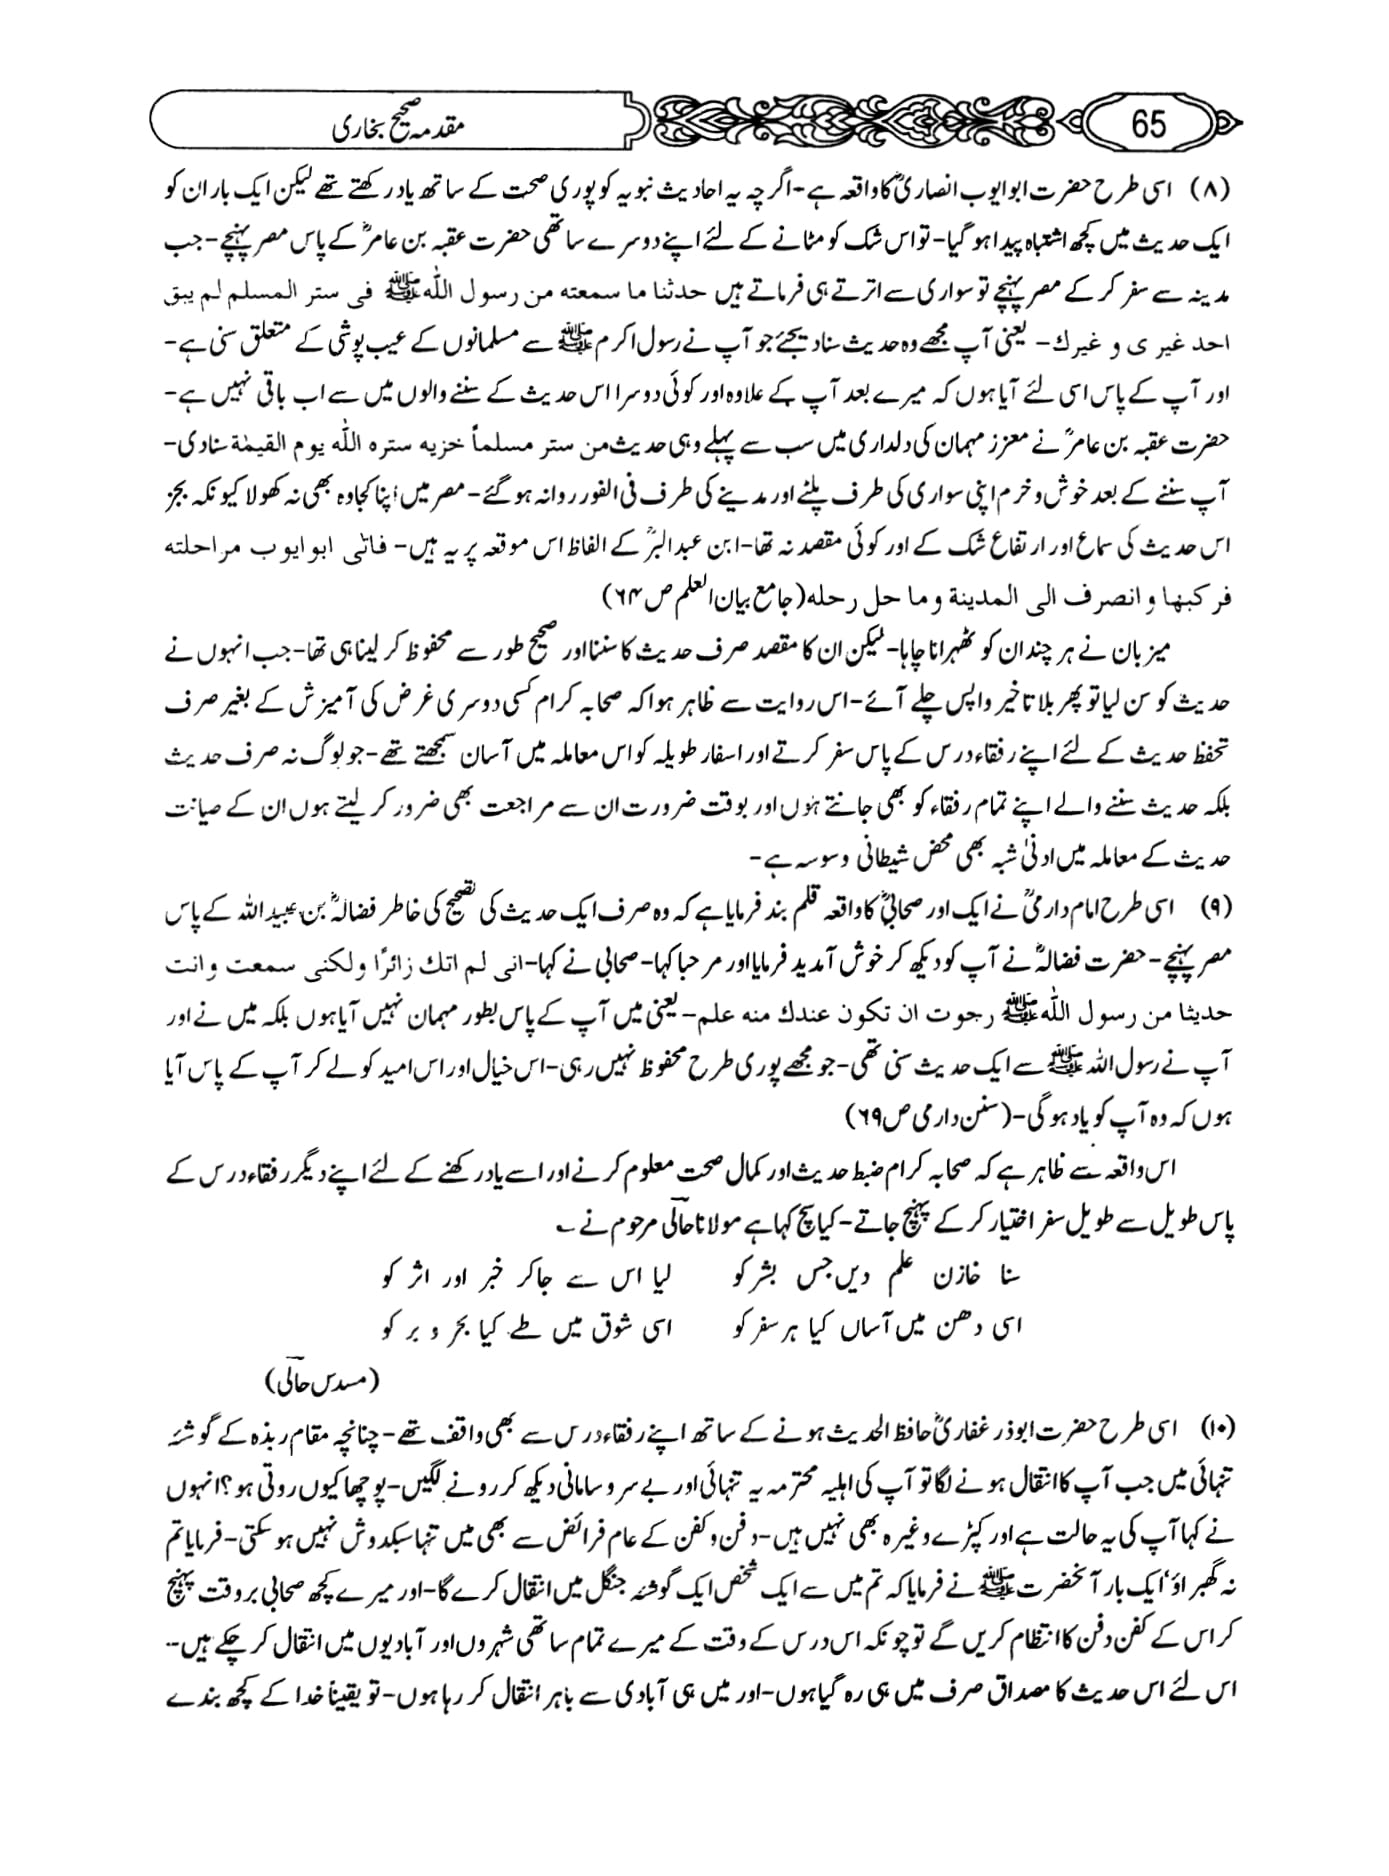 مقدمہ صحیح بخاری
65
(۸) اسی طرح حضرت ابو ایوب انصاریؓ کا واقعہ ہے-اگرچہ یہ احادیث نبویہ کو پوری صحت کے ساتھ یاد رکھتے تھے لیکن ایک بار ان کو
ایک حدیث میں کچھ اشتباہ پیدا ہو گیا- تو اس شک کو مٹانے کے لئے اپنے دوسرے ساتھی حضرت عقبہ بن عامرؓ کے پاس مصر پہنچے- جب
مدینہ سے سفر کر کے مصر پہنچے تو سواری سے اترتے ہی فرماتے ہیں حدثنا ما سمعته من رسول اللہ ﷺ فی ستر المسلم لم یبق
احد غیر ی و غیرك- یعنی آپ مجھے وہ حدیث سنا دیجئے جو آپ نے رسول اکرم ﷺ سے مسلمانوں کے عیب پوشی کے متعلق سنی ہے-
اور آپ کے پاس اسی لئے آیا ہوں کہ میرے بعد آپ کے علاوہ اور کوئی دوسرا اس حدیث کے سننے والوں میں سے اب باقی نہیں ہے-
حضرت عقبہ بن عامرؓ نے معزز مہمان کی دلداری میں سب سے پہلے وہی حدیث من ستر مسلماً خزیه ستره اللہ یوم القیمة سنادی-
آپ سننے کے بعد خوش و خرم اپنی سواری کی طرف پلٹے اور مدینے کی طرف فی الفور روانہ ہو گئے- مصر میں اپنا کجاوہ بھی نہ کھولا کیونکہ بجز
اس حدیث کی سماع اور ارتفاع شک کے اور کوئی مقصد نہ تھا-ابن عبد البرؒ کے الفاظ اس موقعہ پر یہ ہیں- فاتی ابو ایوب مراحلته
فرکبها و انصرف الی المدینة و ما حل رحله (جامع بیان العلم ص ۶۴)
میزبان نے ہر چند ان کو ٹھہرانا چاہا- لیکن ان کا مقصد صرف حدیث کا سننا اور صحیح طور سے محفوظ کر لینا ہی تھا- جب انہوں نے
حدیث کو سن لیا تو پھر بلا تاخیر واپس چلے آئے- اس روایت سے ظاہر ہوا کہ صحابہ کرام کسی دوسری غرض کی آمیزش کے بغیر صرف
تحفظ حدیث کے لئے اپنے رفقاء درس کے پاس سفر کرتے اور اسفار طویلہ کو اس معاملہ میں آسان سمجھتے تھے- جو لوگ نہ صرف حدیث
بلکہ حدیث سننے والے اپنے تمام رفقاء کو بھی جانتے ہوں اور بوقت ضرورت ان سے مراجعت بھی ضرور کر لیتے ہوں ان کے صیانت
حدیث کے معاملہ میں ادنیٰ شبہ بھی محض شیطانی وسوسہ ہے-
(۹) اسی طرح امام دارمیؒ نے ایک اور صحابیؓ کا واقعہ قلم بند فرمایا ہے کہ وہ صرف ایک حدیث کی تصحیح کی خاطر فضالہؓ بن عبید اللہ کے پاس
مصر پہنچے- حضرت فضالہؓ نے آپ کو دیکھ کر خوش آمدید فرمایا اور مرحبا کہا- صحابی نے کہا- انی لم اتك زائرًا ولکنی سمعت وانت
حدیثا من رسول اللہ ﷺ رجوت ان تکون عندك منه علم- یعنی میں آپ کے پاس بطور مہمان نہیں آیا ہوں بلکہ میں نے اور
آپ نے رسول اللہ ﷺ سے ایک حدیث سنی تھی- جو مجھے پوری طرح محفوظ نہیں رہی- اس خیال اور اس امید کو لے کر آپ کے پاس آیا
ہوں کہ وہ آپ کو یاد ہو گی- (سنن دارمی ص ۶۹)
اس واقعہ سے ظاہر ہے کہ صحابہ کرام ضبط حدیث اور کمال صحت معلوم کرنے اور اسے یاد رکھنے کے لئے اپنے دیگر رفقاء درس کے
پاس طویل سے طویل سفر اختیار کر کے پہنچ جاتے- کیا سچ کہا ہے مولانا حالیؔ مرحوم نے ؎
سنا خازن علم دیں جس بشر کو لیا اس سے جاکر خبر اور اثر کو
اسی دھن میں آساں کیا ہر سفر کو اسی شوق میں طے کیا بحر و بر کو
(مسدس حالیؔ)
(۱۰) اسی طرح حضرت ابوذر غفاریؓ حافظ الحدیث ہونے کے ساتھ اپنے رفقاء درس سے بھی واقف تھے- چنانچہ مقام ربذہ کے گوشئہ
تنہائی میں جب آپ کا انتقال ہونے لگا تو آپ کی اہلیہ محترمہ یہ تنہائی اور بے سر و سامانی دیکھ کر رونے لگیں- پوچھا کیوں روتی ہو؟ انہوں
نے کہا آپ کی یہ حالت ہے اور کپڑے وغیرہ بھی نہیں ہیں- دفن و کفن کے عام فرائض سے بھی میں تنہا سبکدوش نہیں ہو سکتی- فرمایا تم
نہ گھبراؤ‘ ایک بار آنحضرت ﷺ نے فرمایا کہ تم میں سے ایک شخص ایک گوشئہ جنگل میں انتقال کرے گا- اور میرے کچھ صحابی بروقت پہنچ
کر اس کے کفن دفن کا انتظام کریں گے تو چونکہ اس درس کے وقت کے میرے تمام ساتھی شہروں اور آبادیوں میں انتقال کر چکے ہیں-
اس لئے اس حدیث کا مصداق صرف میں ہی رہ گیا ہوں- اور میں ہی آبادی سے باہر انتقال کر رہا ہوں- تو یقیناً خدا کے کچھ بندے